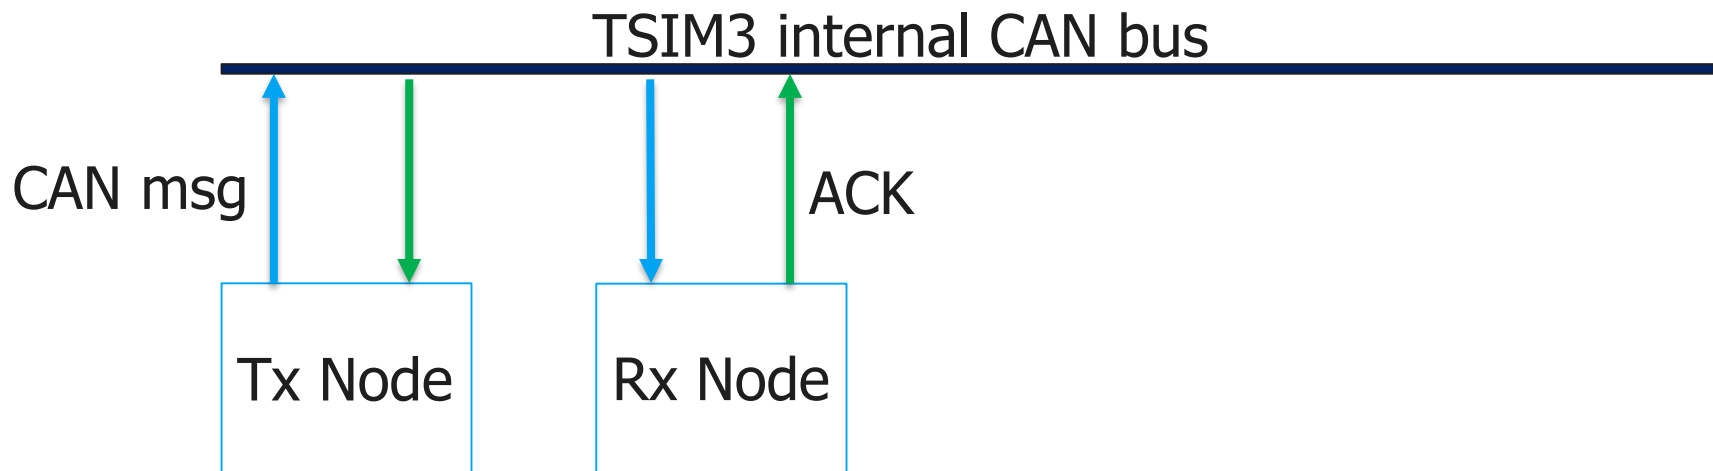 TSIM3 internal CAN bus
CAN msg
ACK
Tx Node
Rx Node